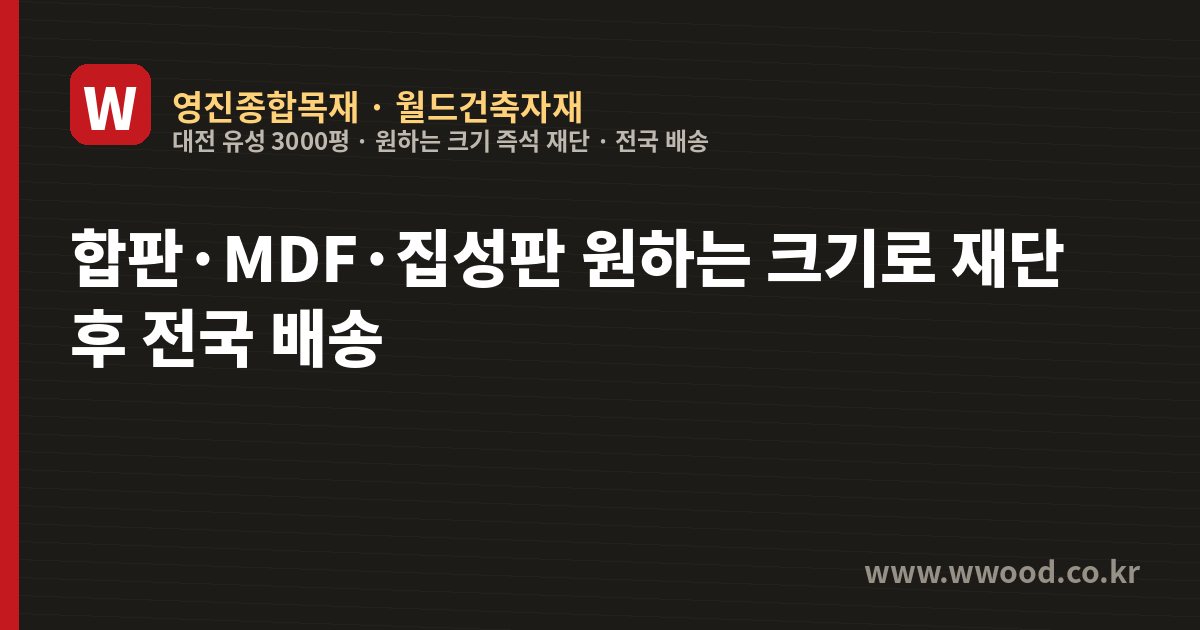 W
영진종합목재 · 월드건축자재
대전 유성 3000평 · 원하는 크기 즉석 재단 · 전국 배송
합판·MDF·집성판 원하는 크기로 재단
후 전국 배송
www.wwood.co.kr